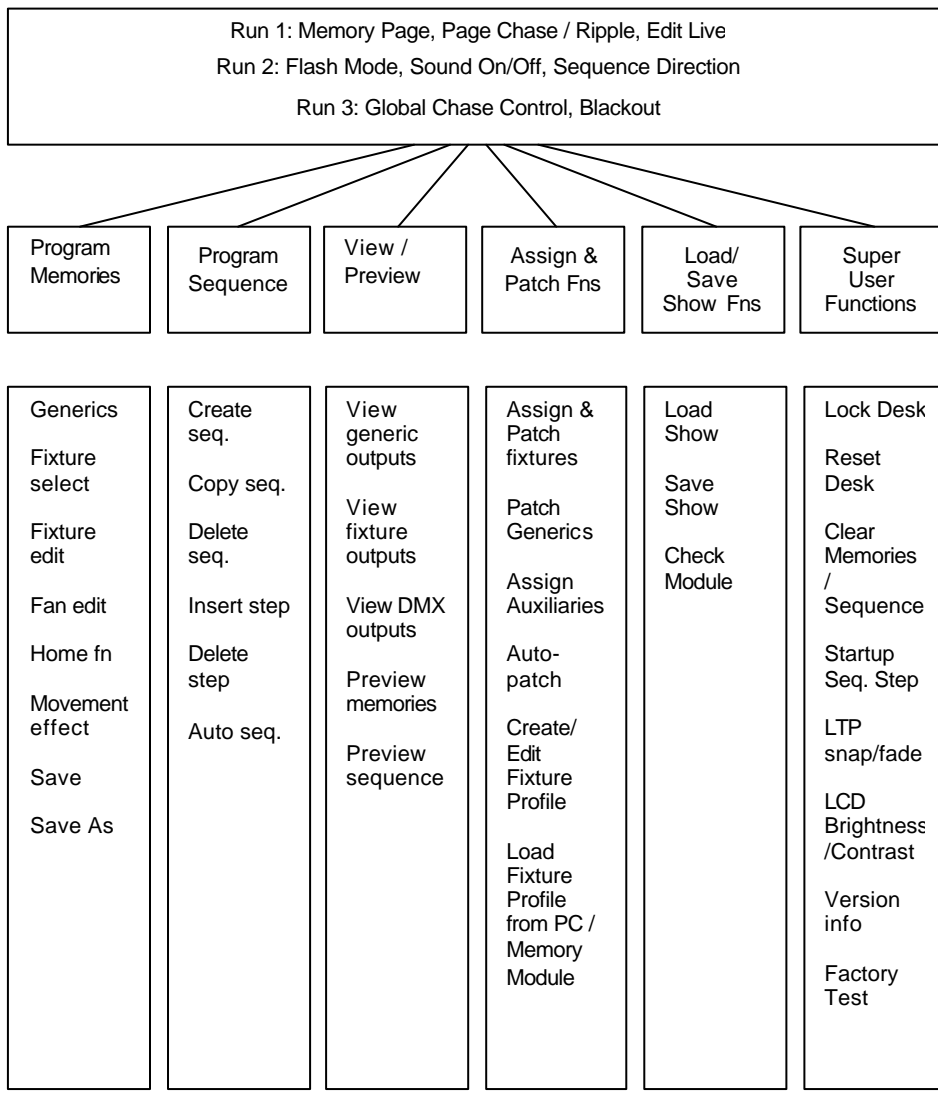 Run 1: Memory Page, Page Chase / Ripple, Edit Live
Run 2: Flash Mode, Sound On/Off, Sequence Direction
Run 3: Global Chase Control, Blackout
Program
Memories
Program
Sequence
View /
Preview
Assign &
Patch Fns
Load/
Save
Show Fns
Super
User
Functions
Generics
Fixture
select
Fixture
edit
Fan edit
Home fn
Movement
effect
Save
Save As
Create
seq.
Copy seq.
Delete
seq.
Insert step
Delete
step
Auto seq.
View
generic
outputs
View
fixture
outputs
View DMX
outputs
Preview
memories
Preview
sequence
Assign &
Patch
fixtures
Patch
Generics
Assign
Auxiliaries
Auto-
patch
Create/
Edit
Fixture
Profile
Load
Fixture
Profile
from PC /
Memory
Module
Load
Show
Save
Show
Check
Module
Lock Desk
Reset
Desk
Clear
Memories
/
Sequence
Startup
Seq. Step
LTP
snap/fade
LCD
Brightness
/Contrast
Version
info
Factory
Test